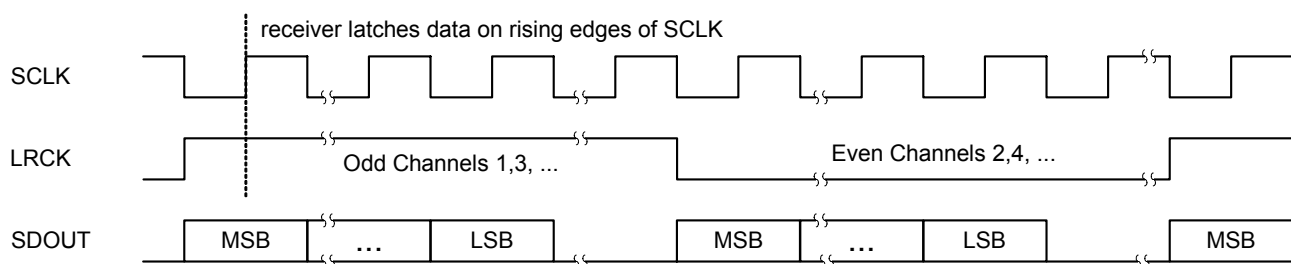 receiver latches data on rising edges of SCLK
SCLK
LRCK
Odd Channels 1,3, ...
Even Channels 2,4, ...
SDOUT
MSB
...
LSB
MSB
...
LSB
MSB